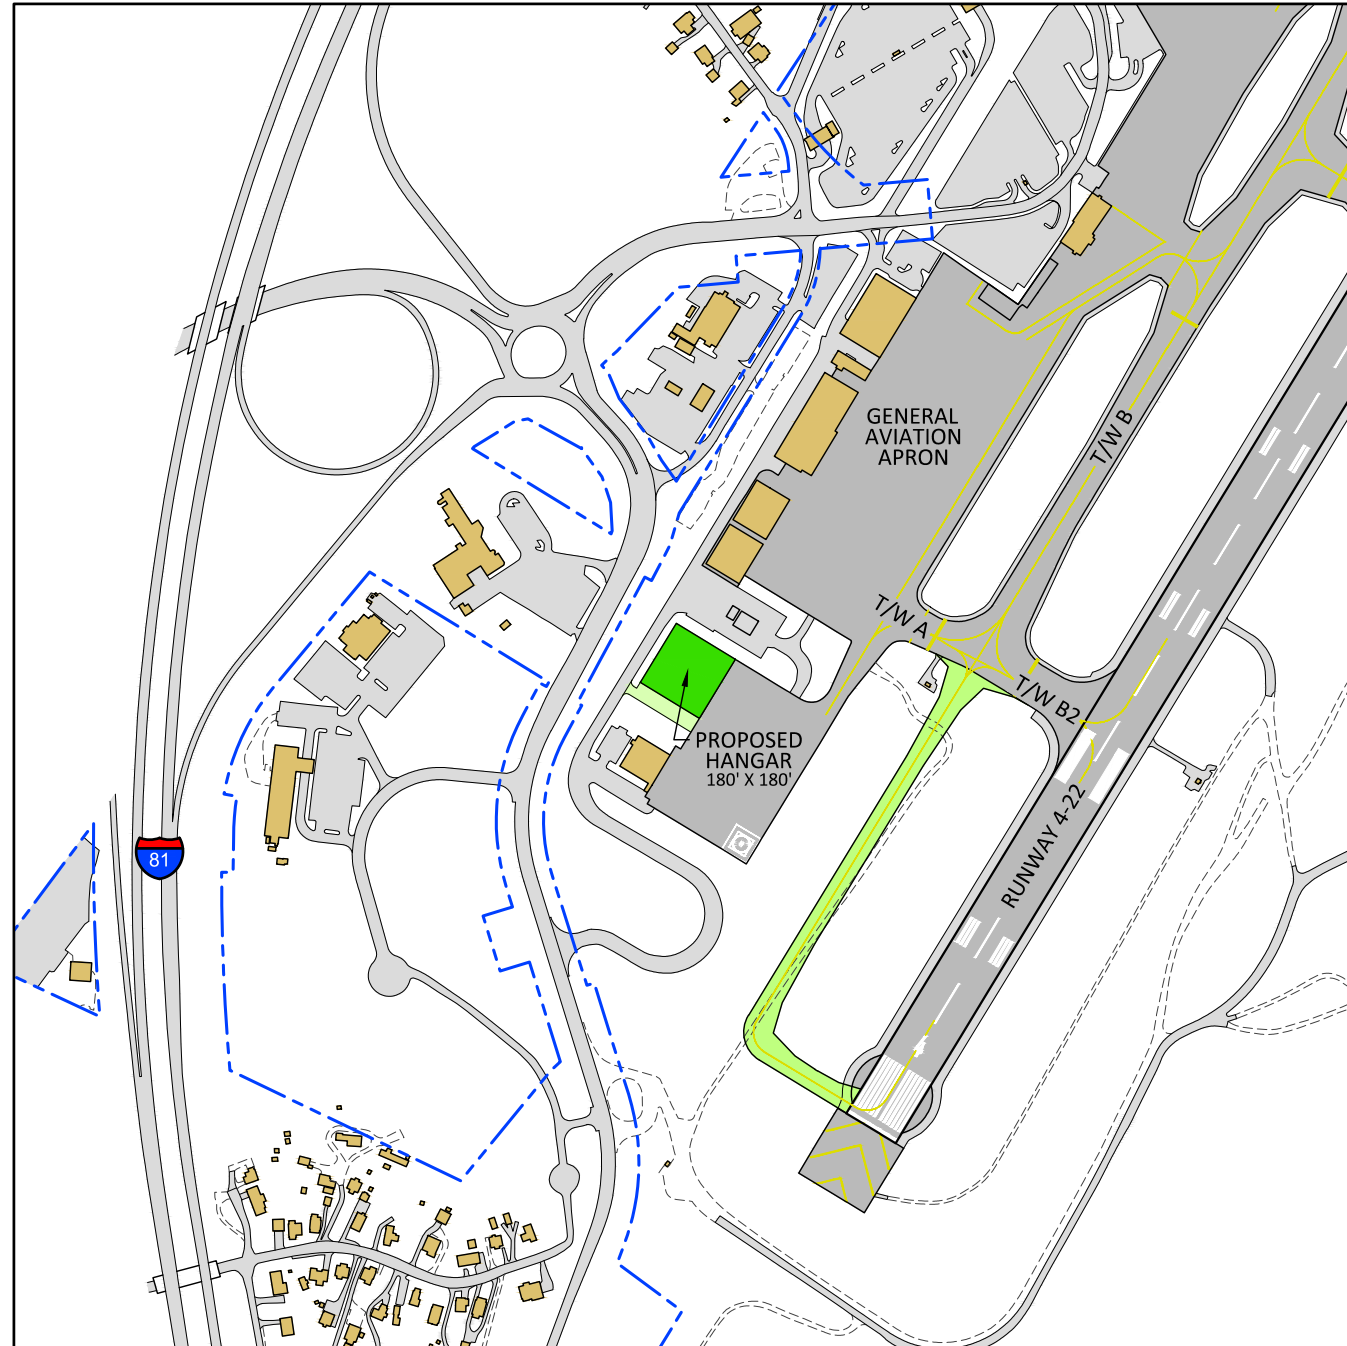 GENERAL
AVIATION
APRON
T/W B
T/W A
T/W B2
PROPOSED
HANGAR
180' X 180'
RUNWAY 4-22
81